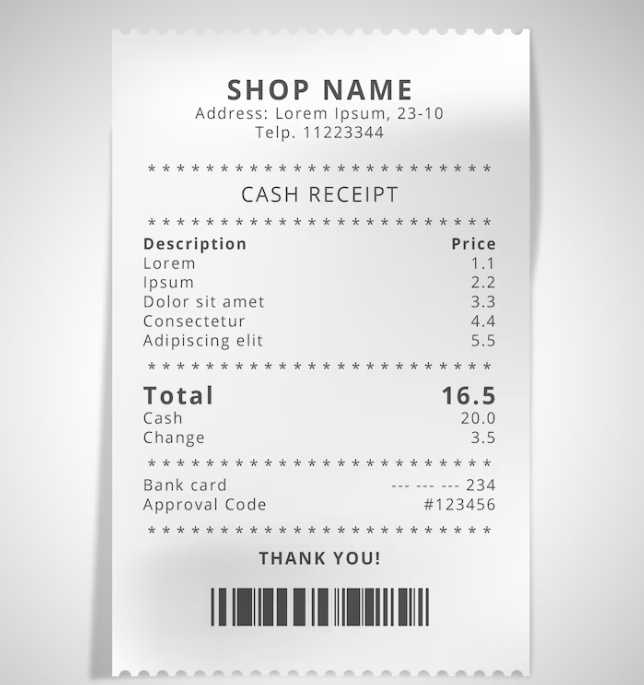 SHOP NAME
Address: Lorem Ipsum, 23-10
Telp. 11223344
* * * * * * * * * * * * * * * * * * * * * * * *
CASH RECEIPT
* * * * * * * * * * * * * * * * * * * * * * * *
Description Price
Lorem 1.1
Ipsum 2.2
Dolor sit amet 3.3
Consectetur 4.4
Adipiscing elit 5.5
* * * * * * * * * * * * * * * * * * * * * * * *
Total 16.5
Cash 20.0
Change 3.5
* * * * * * * * * * * * * * * * * * * * * * * *
Bank card --- --- --- 234
Approval Code #123456
* * * * * * * * * * * * * * * * * * * * * * * *
THANK YOU!